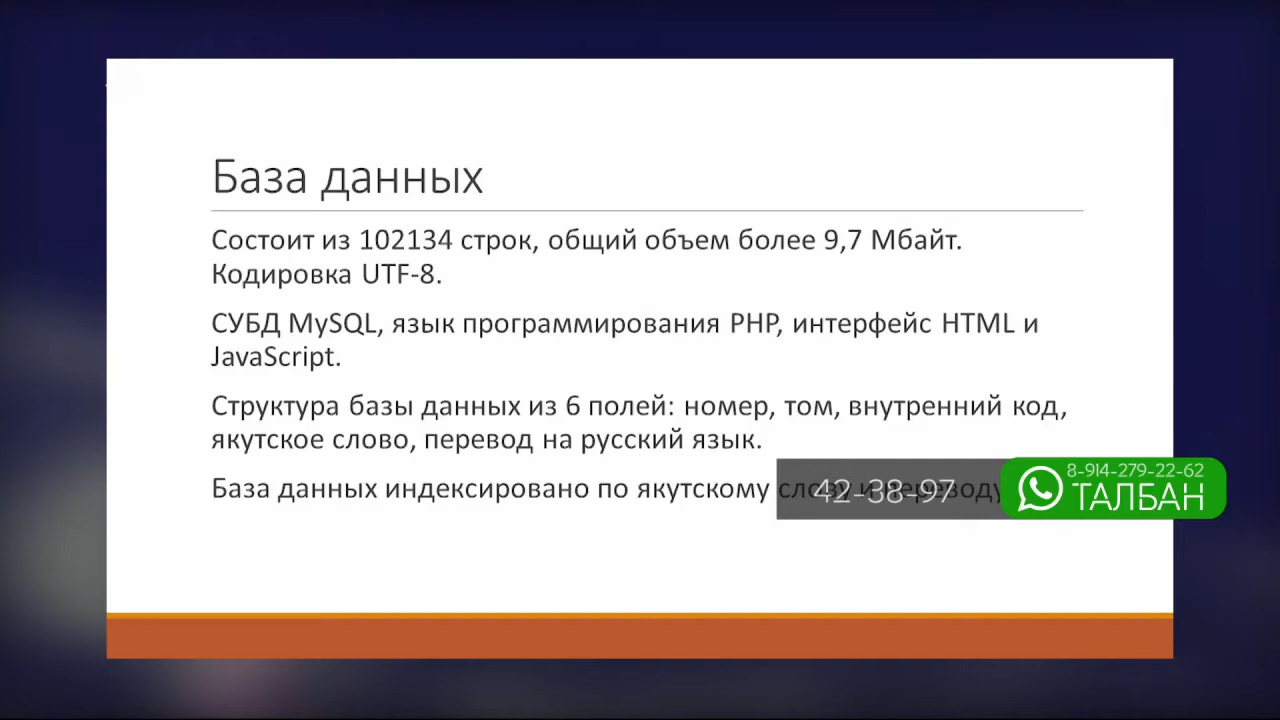 База данных
Состоит из 102134 строк, общий объем более 9,7 Мбайт.
Кодировка UTF-8.
СУБД MySQL, язык программирования PHP, интерфейс HTML и
JavaScript.
Структура базы данных из 6 полей: номер, том, внутренний код,
якутское слово, перевод на русский язык.
База данных индексировано по якутскому слову и переводу
42-38-97
8-914-279-22-62
ТАЛБАН